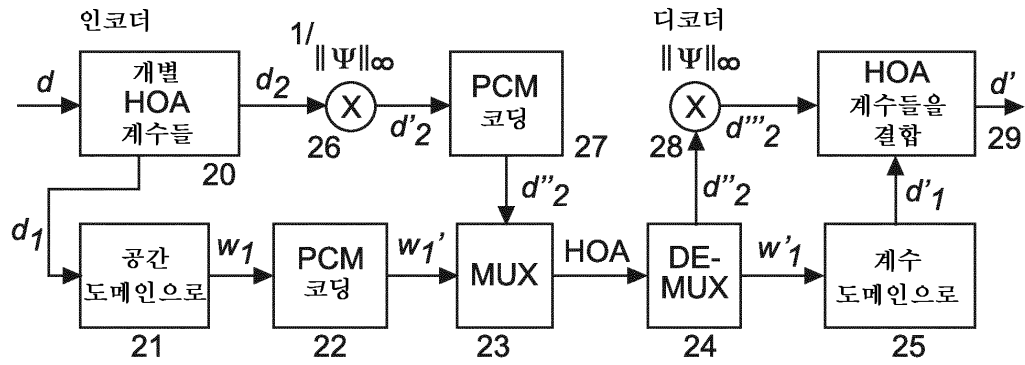 인코더
디코더
1/‖Ψ‖∞
‖Ψ‖∞
d
개별
HOA
계수들
20
d2
X
26
d'2
PCM
코딩
27
X
28
d'''2
HOA
계수들을
결합
29
d'
d1
d''2
d''2
d'1
공간
도메인으로
21
w1
PCM
코딩
22
w1'
MUX
23
HOA
DE-
MUX
24
w'1
계수
도메인으로
25